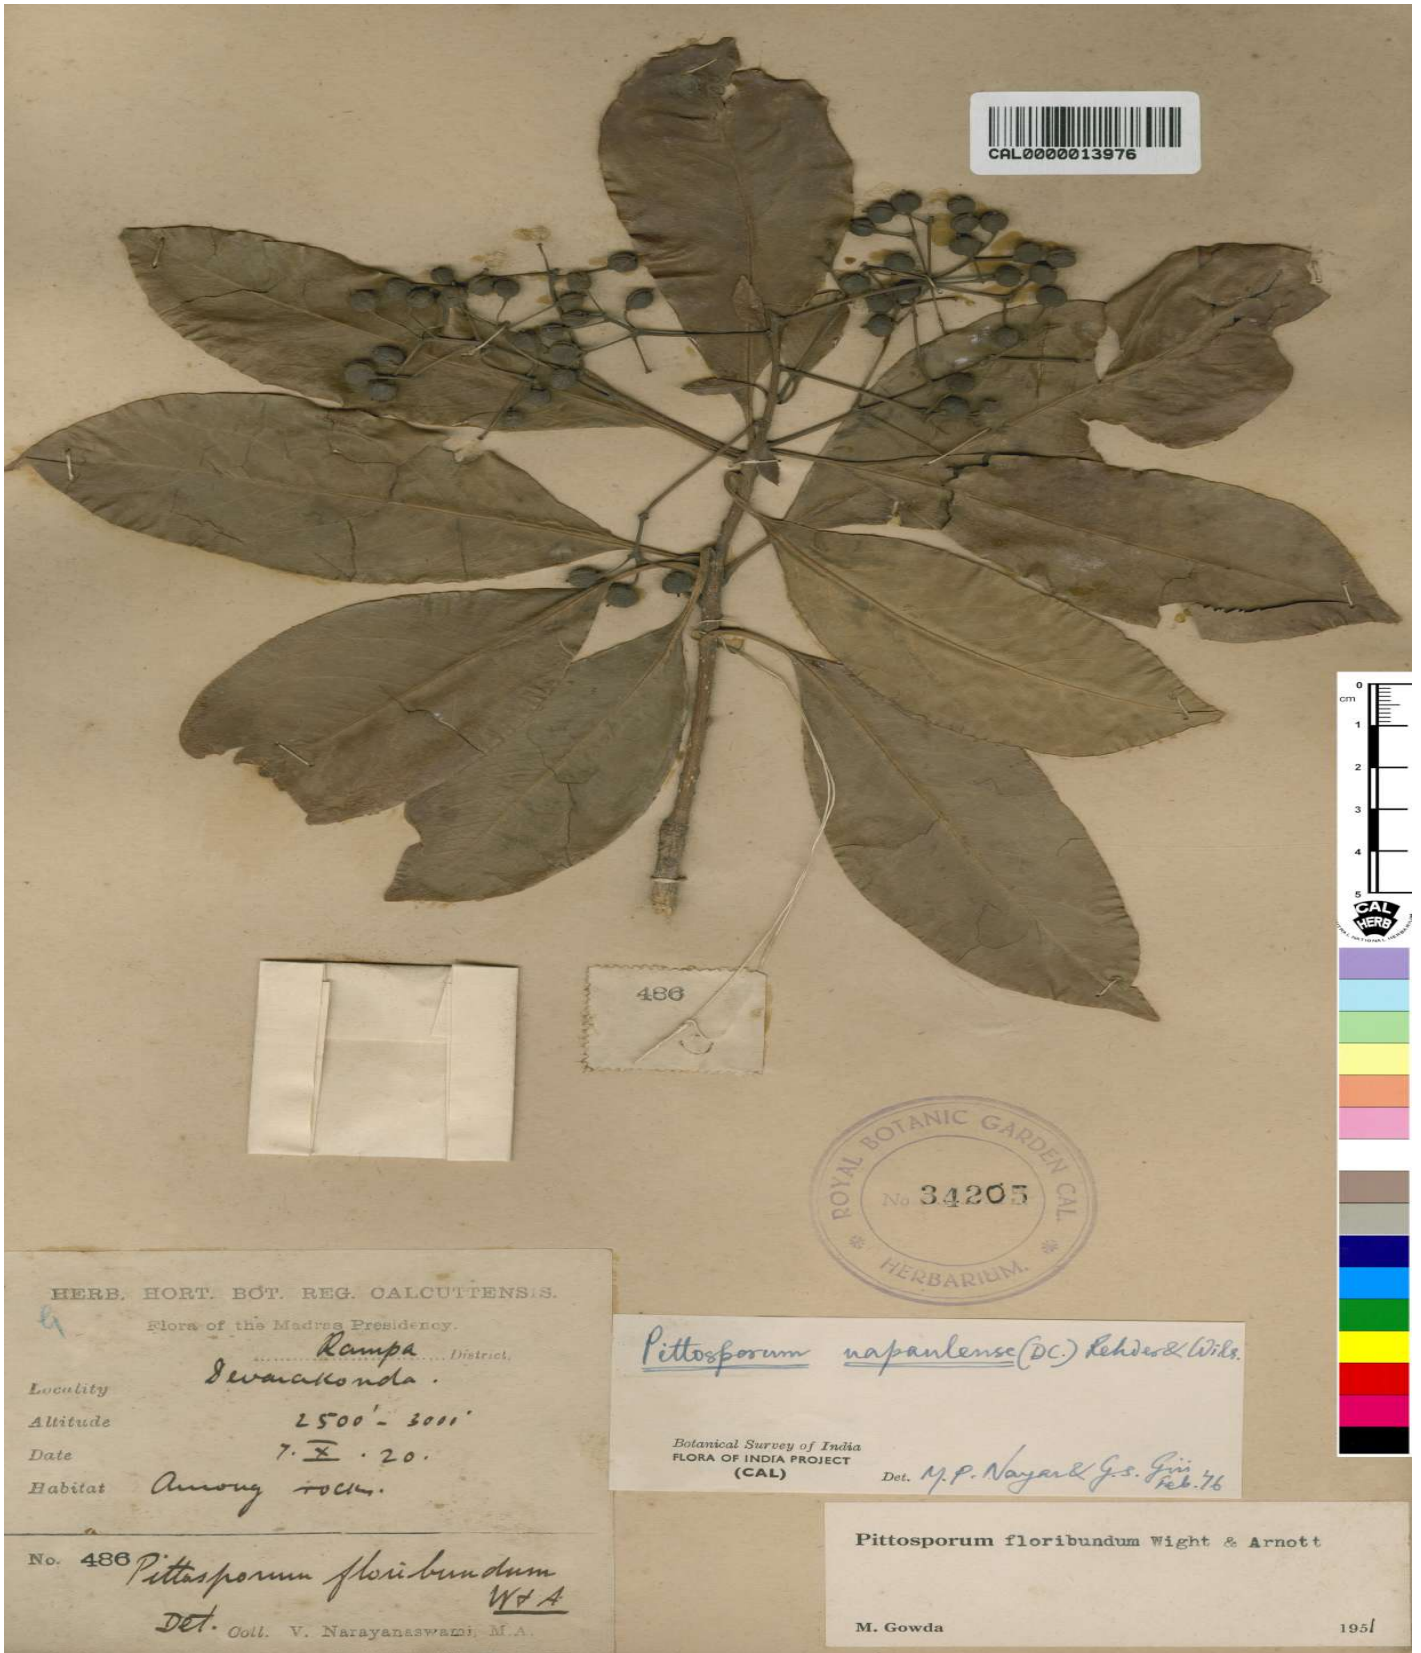 CAL0000013976
0
cm
1
2
3
4
5
CAL
HERB
486
ROYAL BOTANIC GARDEN CAL.
No 34205
HERBARIUM.
HERB. HORT. BOT. REG. CALCUTTENSIS.
Flora of the Madras Presidency.
Rampa District.
Locality Devarakonda.
Altitude 2500' - 3000'
Date 7. X . 20.
Habitat Among rocks.
No. 486 Pittosporum floribundum
W & A
Det. Coll. V. Narayanaswami, M.A.
Pittosporum napaulense (DC.) Rehder & Wils.
Botanical Survey of India
FLORA OF INDIA PROJECT
(CAL)
Det. M.P. Nayar & G.S. Giri
Feb. '76
Pittosporum floribundum Wight & Arnott
M. Gowda 1951